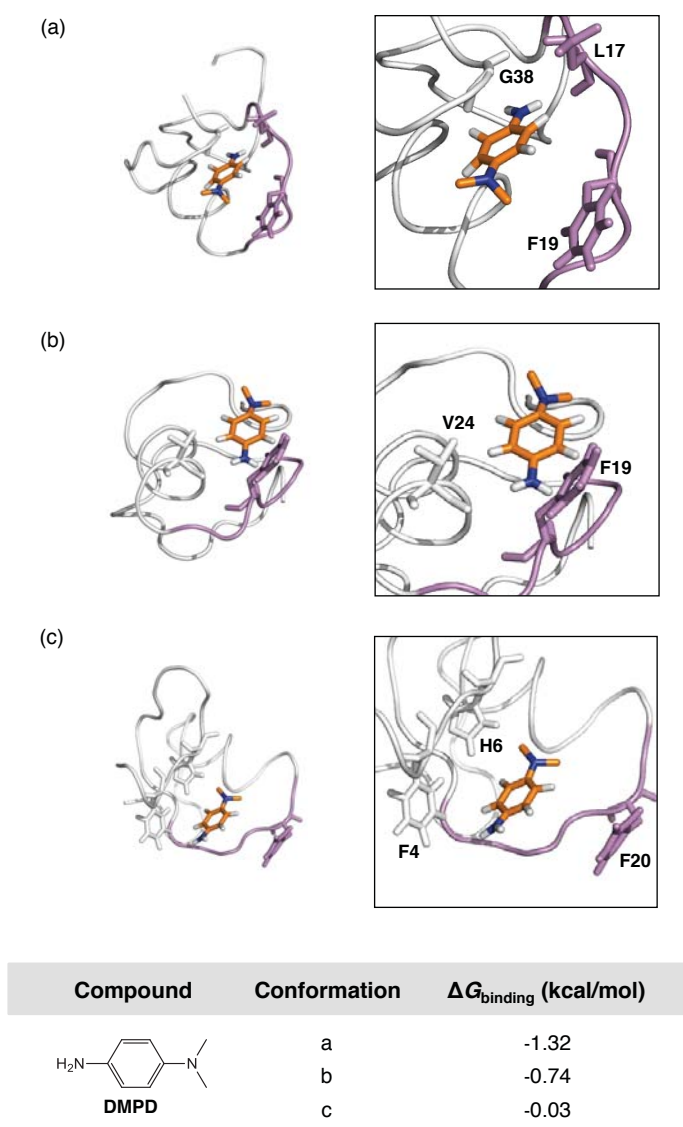 (a)
L17
G38
F19
(b)
V24
F19
(c)
H6
F4
F20
Compound Conformation ΔGbinding (kcal/mol)
a -1.32
H2N N b -0.74
DMPD c -0.03